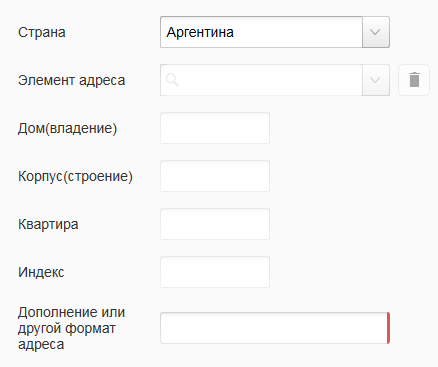 Страна Аргентина
Элемент адреса
Дом(владение)
Корпус(строение)
Квартира
Индекс
Дополнение или
другой формат
адреса